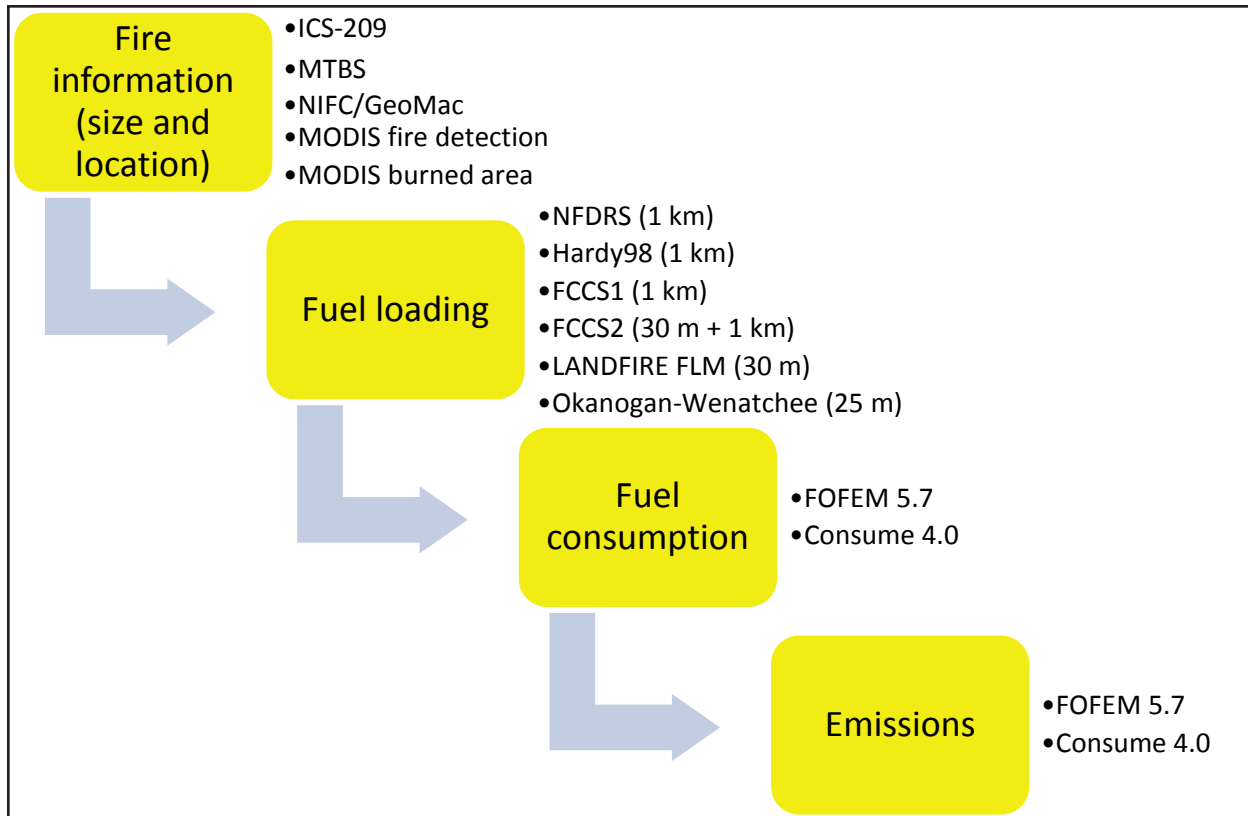 Fire
information
(size and
location)
•ICS-209
•MTBS
•NIFC/GeoMac
•MODIS fire detection
•MODIS burned area
Fuel loading
•NFDRS (1 km)
•Hardy98 (1 km)
•FCCS1 (1 km)
•FCCS2 (30 m + 1 km)
•LANDFIRE FLM (30 m)
•Okanogan-Wenatchee (25 m)
Fuel
consumption
•FOFEM 5.7
•Consume 4.0
Emissions
•FOFEM 5.7
•Consume 4.0